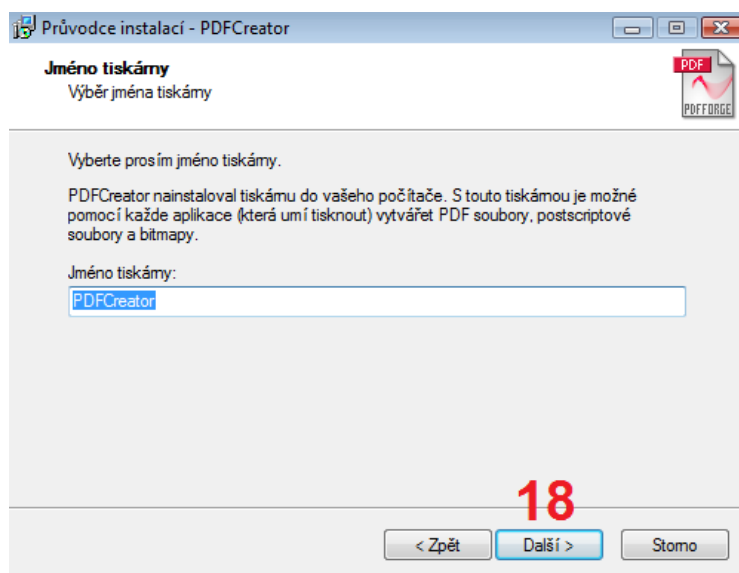 Průvodce instalací - PDFCreator
Jméno tiskárny
Výběr jména tiskárny
PDF
PDFFORGE
Vyberte prosím jméno tiskárny.
PDFCreator nainstaloval tiskárnu do vašeho počítače. S touto tiskárnou je možné
pomocí každe aplikace (která umí tisknout) vytvářet PDF soubory, postscriptové
soubory a bitmapy.
Jméno tiskárny:
PDFCreator
18
< Zpět Další > Storno